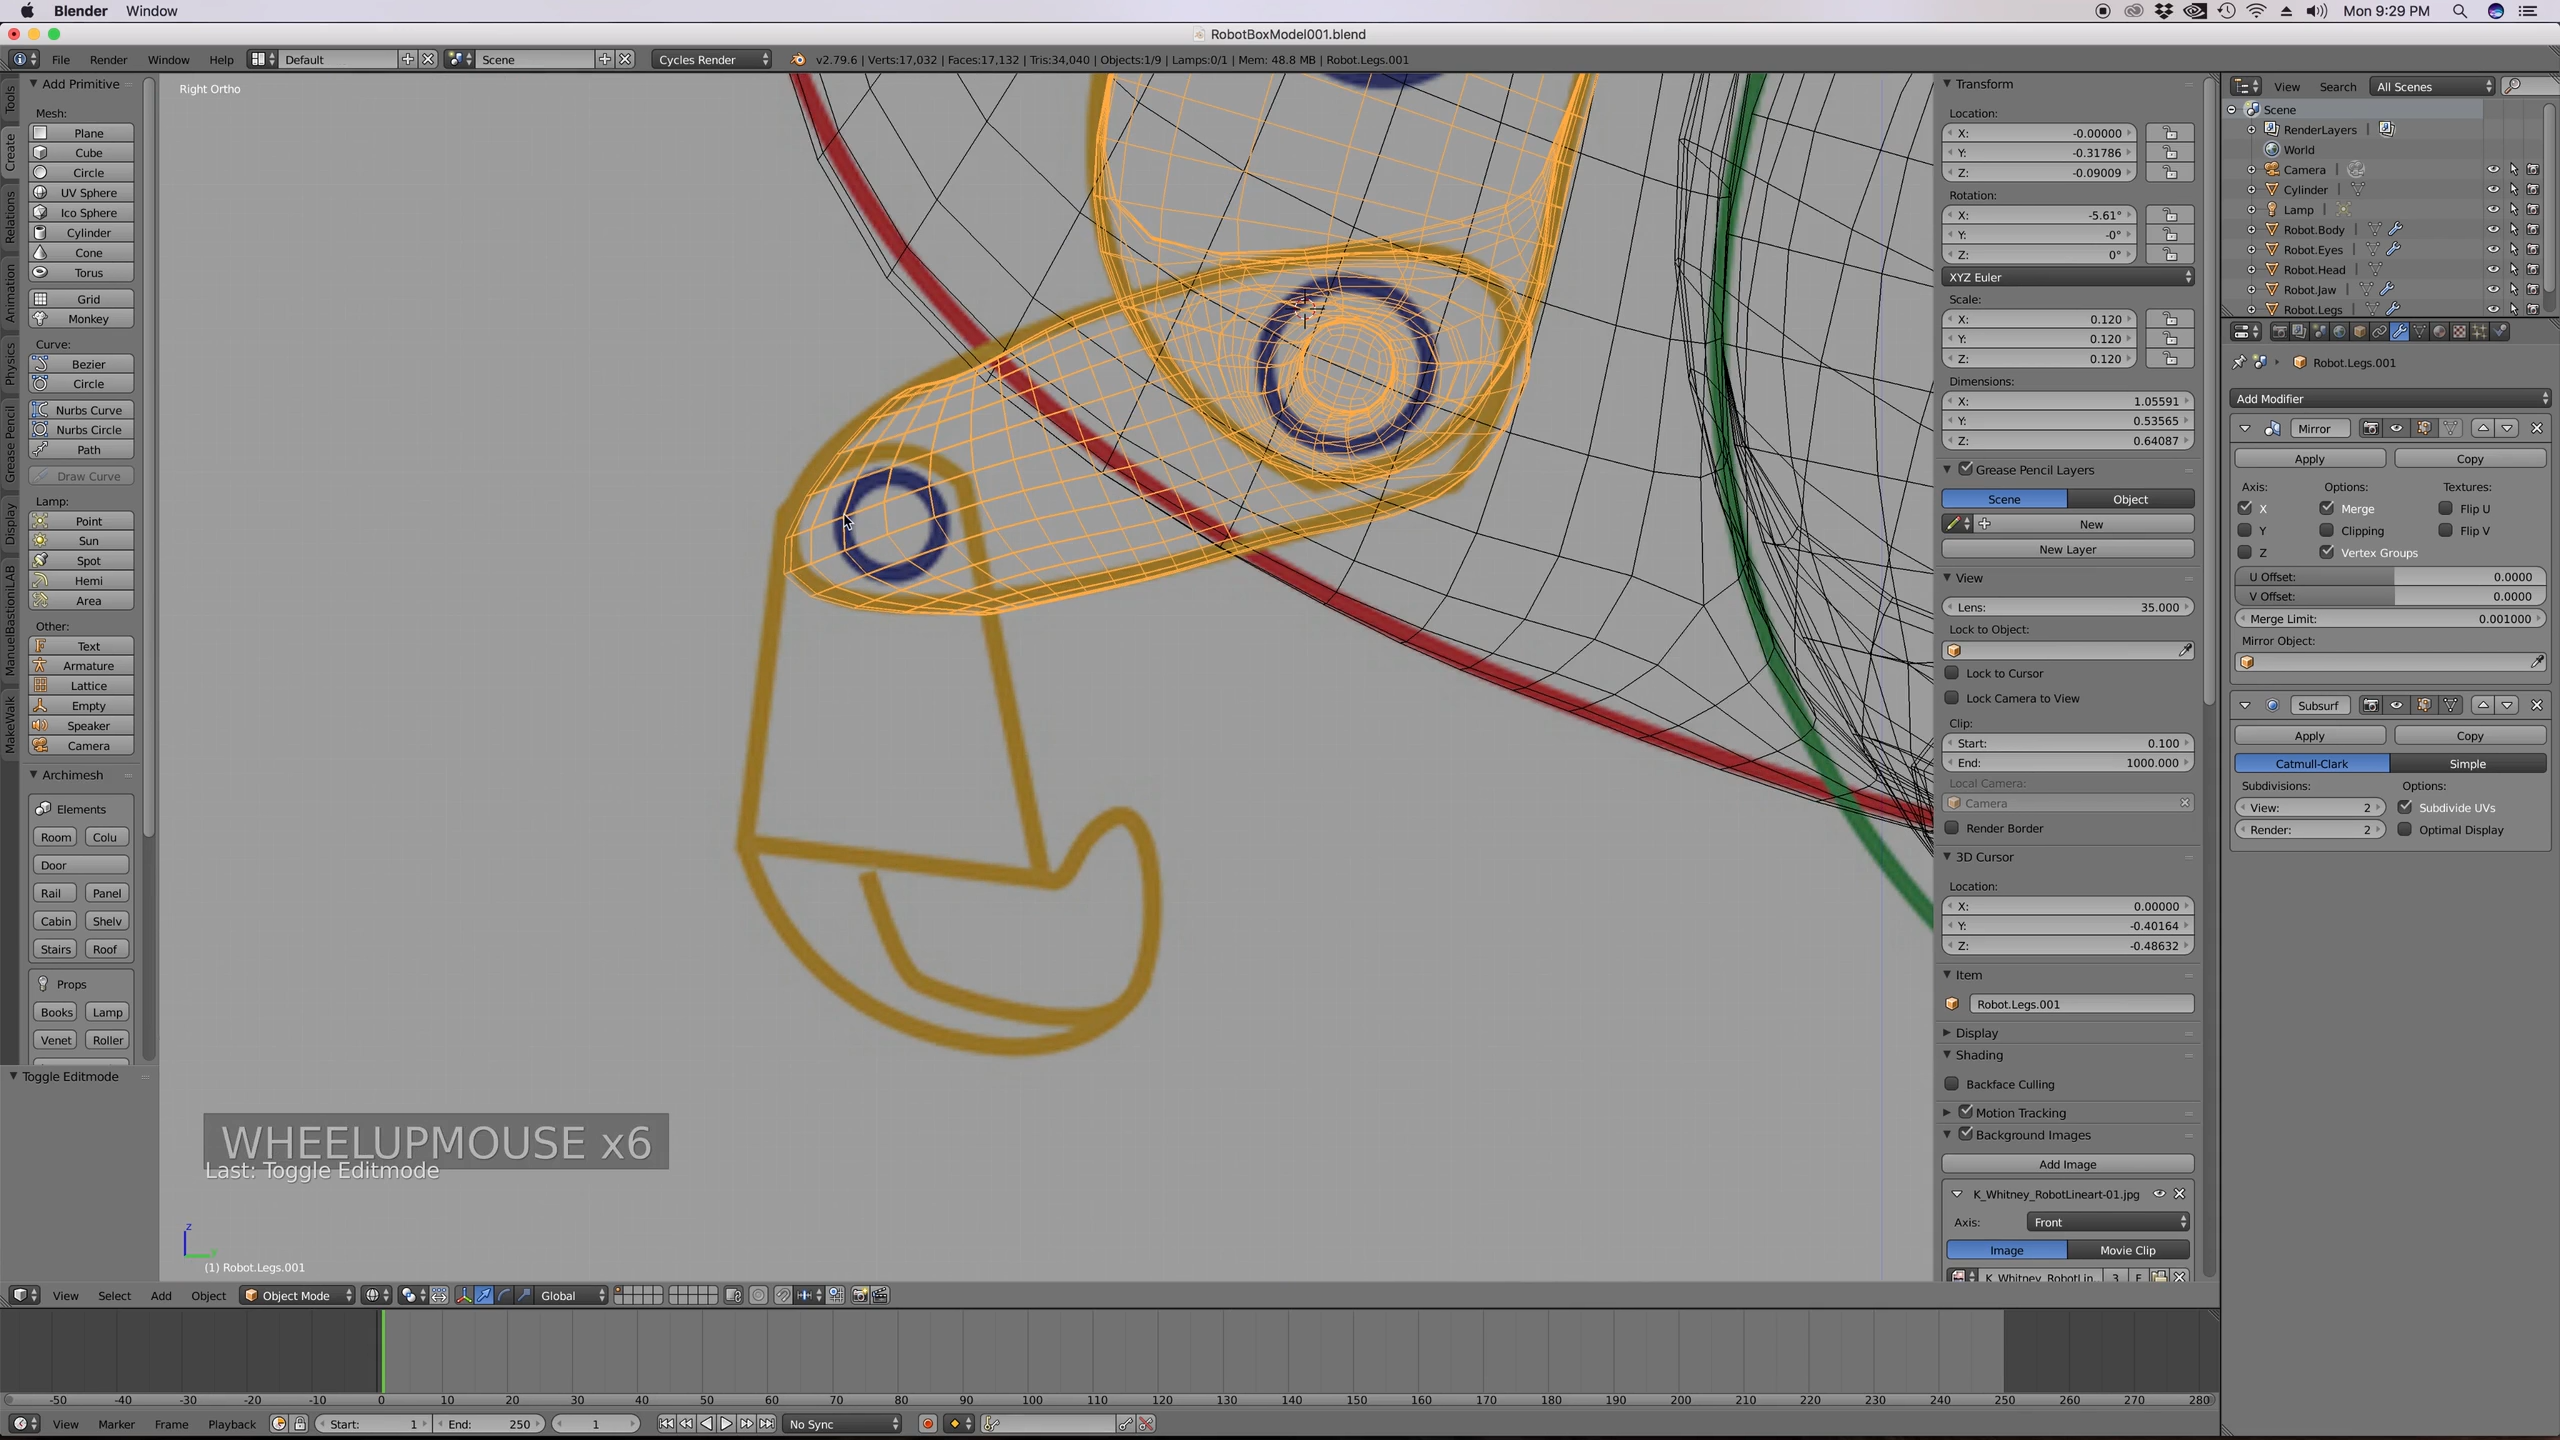 Blender Window Mon 9:29 PM
RobotBoxModel001.blend
File Render Window Help Default Scene Cycles Render v2.79.6 | Verts:17,032 | Faces:17,132 | Tris:34,040 | Objects:1/9 | Lamps:0/1 | Mem: 48.8 MB | Robot.Legs.001
Tools
Create
Relations
Animation
Physics
Grease Pencil
Display
ManuelBastioniLAB
MakeWalk
Add Primitive
Mesh:
Plane
Cube
Circle
UV Sphere
Ico Sphere
Cylinder
Cone
Torus
Grid
Monkey
Curve:
Bezier
Circle
Nurbs Curve
Nurbs Circle
Path
Draw Curve
Lamp:
Point
Sun
Spot
Hemi
Area
Other:
Text
Armature
Lattice
Empty
Speaker
Camera
Archimesh
Elements
Room Colu
Door
Rail Panel
Cabin Shelv
Stairs Roof
Props
Books Lamp
Venet Roller
Toggle Editmode
Right Ortho
WHEELUPMOUSE x6
Last: Toggle Editmode
z
y
(1) Robot.Legs.001
Transform
Location:
X: -0.00000
Y: -0.31786
Z: -0.09009
Rotation:
X: -5.61°
Y: -0°
Z: 0°
XYZ Euler
Scale:
X: 0.120
Y: 0.120
Z: 0.120
Dimensions:
X: 1.05591
Y: 0.53565
Z: 0.64087
Grease Pencil Layers
Scene Object
New
New Layer
View
Lens: 35.000
Lock to Object:
Lock to Cursor
Lock Camera to View
Clip:
Start: 0.100
End: 1000.000
Local Camera:
Camera
Render Border
3D Cursor
Location:
X: 0.00000
Y: -0.40164
Z: -0.48632
Item
Robot.Legs.001
Display
Shading
Backface Culling
Motion Tracking
Background Images
Add Image
K_Whitney_RobotLineart-01.jpg
Axis: Front
Image Movie Clip
K_Whitney_RobotLin 3 F
View Search All Scenes
Scene
RenderLayers
World
Camera
Cylinder
Lamp
Robot.Body
Robot.Eyes
Robot.Head
Robot.Jaw
Robot.Legs
Robot.Legs.001
Add Modifier
Mirror
Apply Copy
Axis: Options: Textures:
X Merge Flip U
Y Clipping Flip V
Z Vertex Groups
U Offset: 0.0000
V Offset: 0.0000
Merge Limit: 0.001000
Mirror Object:
Subsurf
Apply Copy
Catmull-Clark Simple
Subdivisions: Options:
View: 2 Subdivide UVs
Render: 2 Optimal Display
View Select Add Object Object Mode Global
-50 -40 -30 -20 -10 0 10 20 30 40 50 60 70 80 90 100 110 120 130 140 150 160 170 180 190 200 210 220 230 240 250 260 270 280
View Marker Frame Playback Start: 1 End: 250 1 No Sync